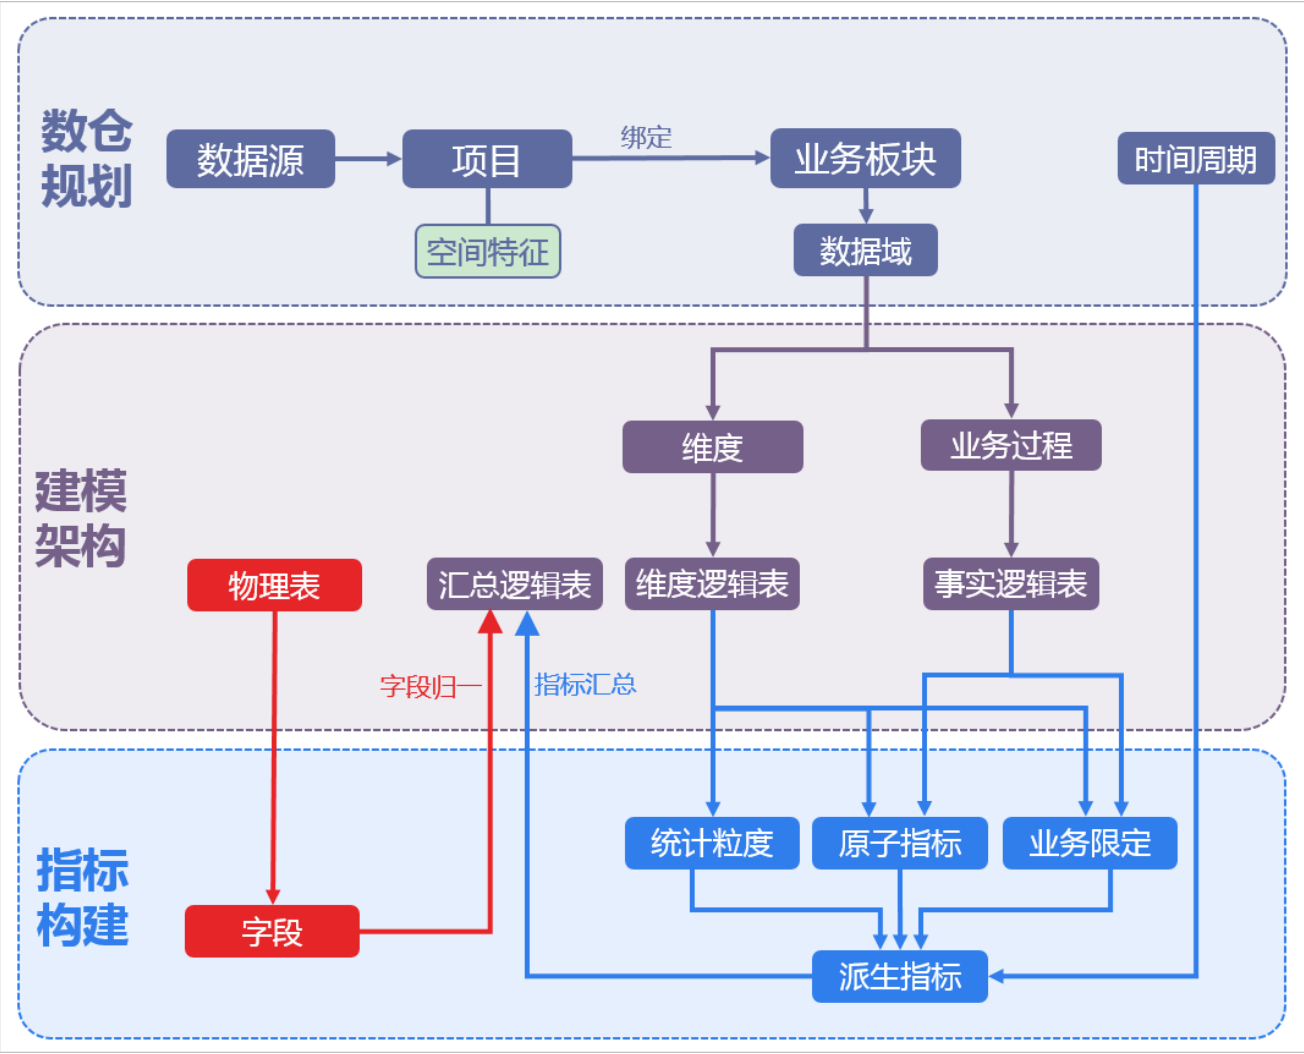 数仓
规划
数据源
项目
绑定
业务板块
时间周期
空间特征
数据域
建模
架构
维度
业务过程
物理表
汇总逻辑表
维度逻辑表
事实逻辑表
字段归一
指标汇总
指标
构建
统计粒度
原子指标
业务限定
字段
派生指标